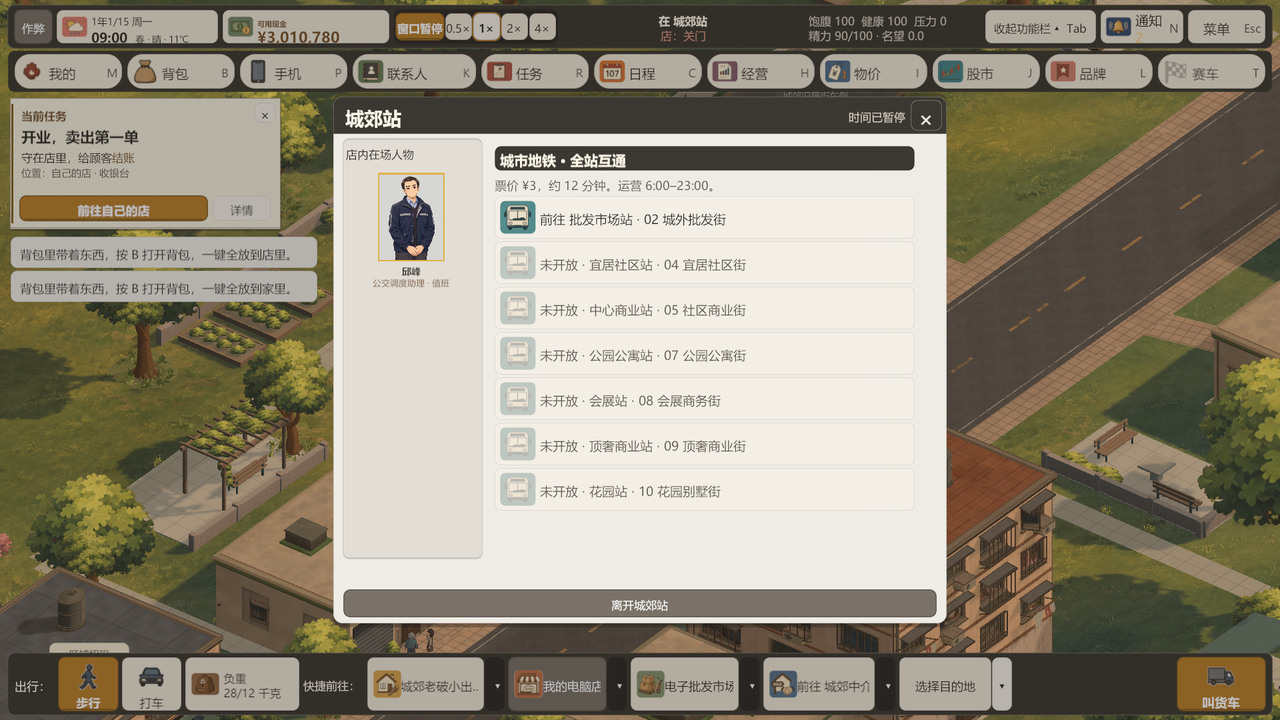 作弊
1年1/15 周一
09:00 春·晴·11℃
可用现金
¥3,010,780
窗口暂停
0.5×
1×
2×
4×
在 城郊站
店：关门
饱腹 100 健康 100 压力 0
精力 90/100 · 名望 0.0
收起功能栏 Tab
通知
2
N
菜单 Esc
我的 M
背包 B
手机 P
联系人 K
任务 R
107
日程 C
经营 H
物价 I
股市 J
品牌 L
赛车 T
当前任务
×
开业，卖出第一单
守在店里，给顾客结账
位置：自己的店 · 收银台
前往自己的店
详情
背包里带着东西，按 B 打开背包，一键全放到店里。
背包里带着东西，按 B 打开背包，一键全放到家里。
城郊站
时间已暂停
×
店内在场人物
邱峰
公交调度助理 · 值班
城市地铁 · 全站互通
票价 ¥3，约 12 分钟。运营 6:00–23:00。
前往 批发市场站 · 02 城外批发街
未开放 · 宜居社区站 · 04 宜居社区街
未开放 · 中心商业站 · 05 社区商业街
未开放 · 公园公寓站 · 07 公园公寓街
未开放 · 会展站 · 08 会展商务街
未开放 · 顶奢商业站 · 09 顶奢商业街
未开放 · 花园站 · 10 花园别墅街
离开城郊站
出行：
步行
打车
负重
28/12 千克
快捷前往：
城郊老破小出..
我的电脑店
电子批发市场
前往 城郊中介
选择目的地
叫货车